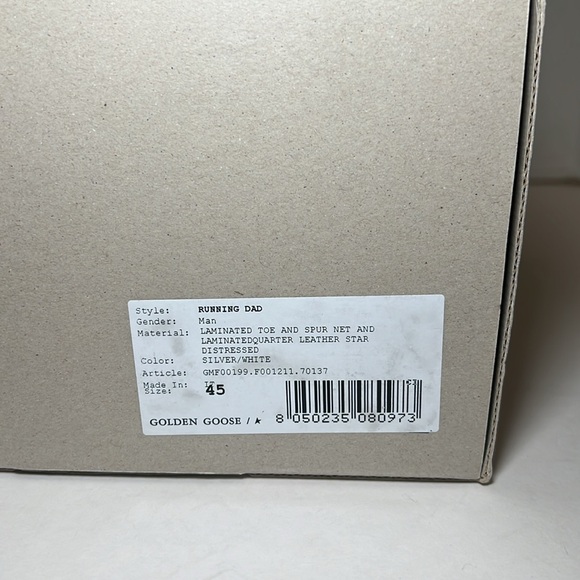 Style: RUNNING DAD
Gender: Man
Material: LAMINATED TOE AND SPUR NET AND
LAMINATEDQUARTER LEATHER STAR
DISTRESSED
Color: SILVER/WHITE
Article: GMF00199.F001211.70137
Made In:
Size: 45
GOLDEN GOOSE / ★
8 050235 080973